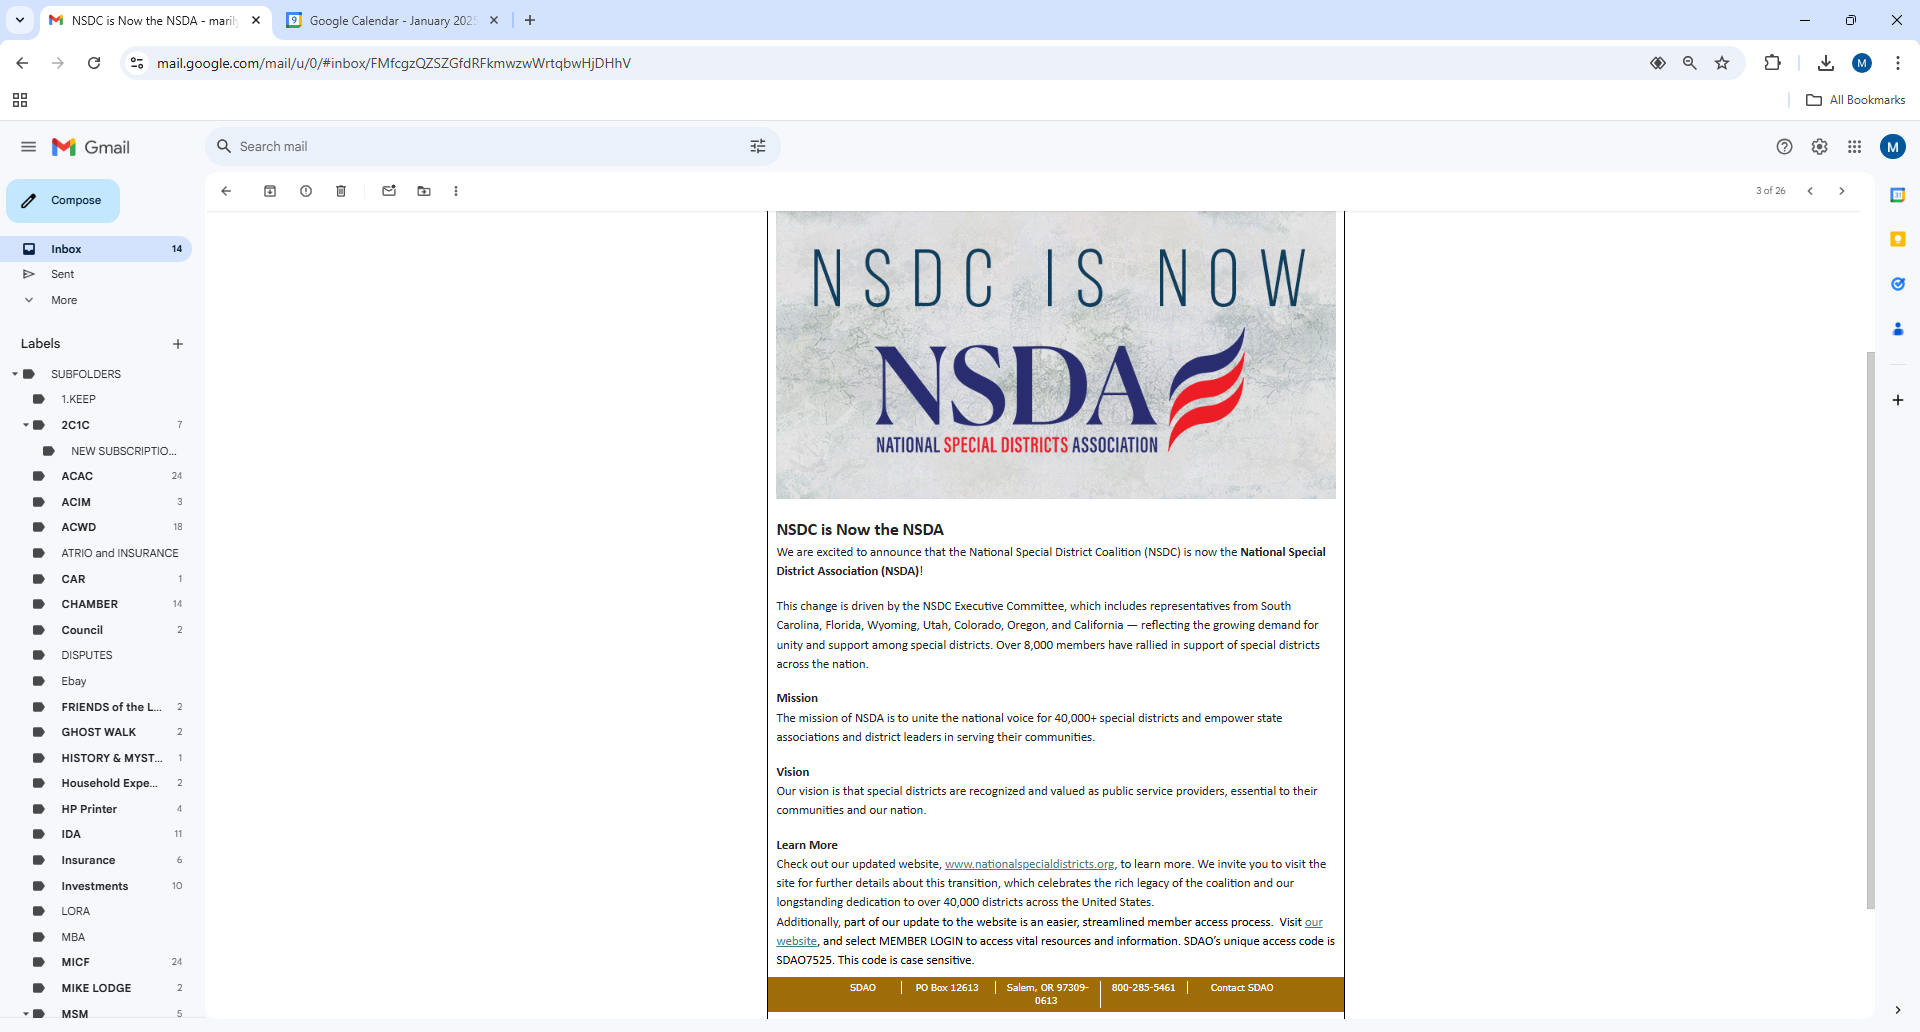 NSDC is Now the NSDA - maril
Google Calendar - January 2025
mail.google.com/mail/u/0/#inbox/FMfcgzQZSZGfdRFkmwzwWrtqbwHjDHhV
M
All Bookmarks
Gmail
Search mail
M
Compose
3 of 26
Inbox 14
Sent
More
Labels
SUBFOLDERS
1.KEEP
2C1C 7
NEW SUBSCRIPTIO...
ACAC 24
ACIM 3
ACWD 18
ATRIO and INSURANCE
CAR 1
CHAMBER 14
Council 2
DISPUTES
Ebay
FRIENDS of the L... 2
GHOST WALK 2
HISTORY & MYST... 1
Household Expe... 2
HP Printer 4
IDA 11
Insurance 6
Investments 10
LORA
MBA
MICF 24
MIKE LODGE 2
MSM 5
NSDC IS NOW
NSDA
NATIONAL SPECIAL DISTRICTS ASSOCIATION
NSDC is Now the NSDA
We are excited to announce that the National Special District Coalition (NSDC) is now the National Special
District Association (NSDA)!
This change is driven by the NSDC Executive Committee, which includes representatives from South
Carolina, Florida, Wyoming, Utah, Colorado, Oregon, and California — reflecting the growing demand for
unity and support among special districts. Over 8,000 members have rallied in support of special districts
across the nation.
Mission
The mission of NSDA is to unite the national voice for 40,000+ special districts and empower state
associations and district leaders in serving their communities.
Vision
Our vision is that special districts are recognized and valued as public service providers, essential to their
communities and our nation.
Learn More
Check out our updated website, www.nationalspecialdistricts.org, to learn more. We invite you to visit the
site for further details about this transition, which celebrates the rich legacy of the coalition and our
longstanding dedication to over 40,000 districts across the United States.
Additionally, part of our update to the website is an easier, streamlined member access process. Visit our
website, and select MEMBER LOGIN to access vital resources and information. SDAO's unique access code is
SDAO7525. This code is case sensitive.
SDAO
PO Box 12613
Salem, OR 97309-
0613
800-285-5461
Contact SDAO